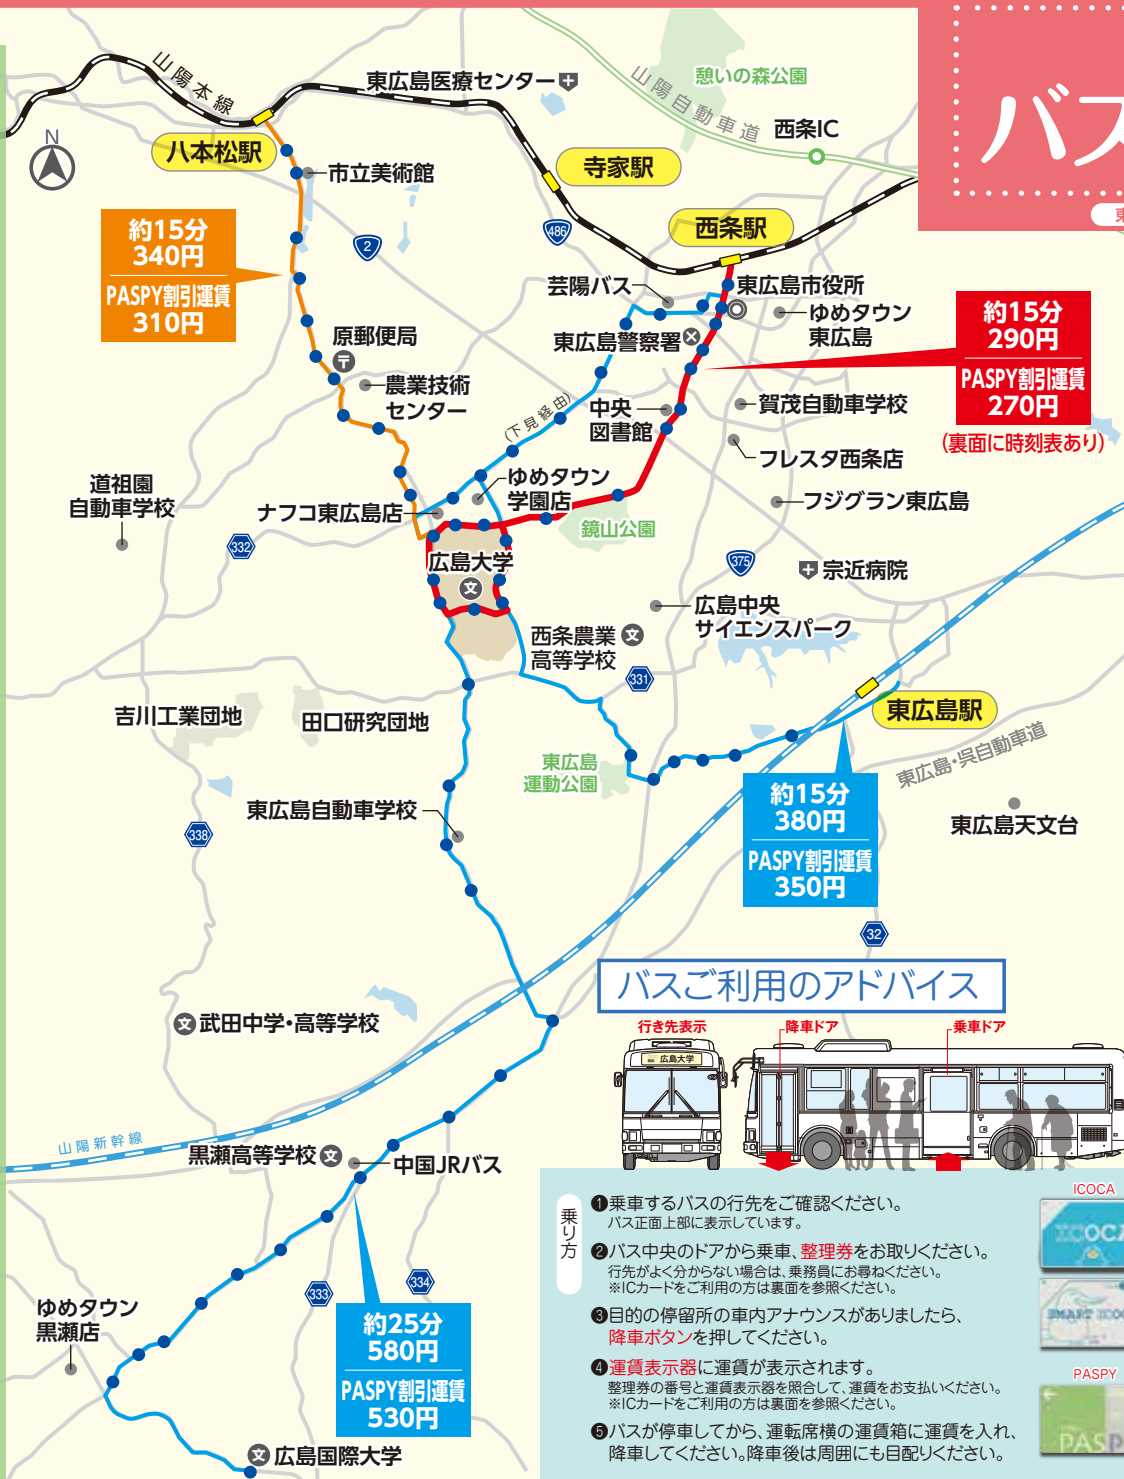 バス
東
山陽本線
東広島医療センター
憩いの森公園
山陽自動車道
西条IC
N
八本松駅
市立美術館
寺家駅
西条駅
486
2
約15分
340円
PASPY割引運賃
310円
芸陽バス
東広島市役所
ゆめタウン
東広島
東広島警察署
約15分
290円
PASPY割引運賃
270円
(裏面に時刻表あり)
原郵便局
農業技術
センター
(下見経由)
中央
図書館
賀茂自動車学校
フレスタ西条店
道祖園
自動車学校
ナフコ東広島店
ゆめタウン
学園店
フジグラン東広島
鏡山公園
332
広島大学
文
375
宗近病院
広島中央
サイエンスパーク
西条農業
高等学校
文
331
吉川工業団地
田口研究団地
東広島駅
東広島・呉自動車道
東広島
運動公園
約15分
380円
PASPY割引運賃
350円
東広島自動車学校
338
東広島天文台
32
バスご利用のアドバイス
行き先表示
降車ドア
乗車ドア
広島大学
文武田中学・高等学校
山陽新幹線
黒瀬高等学校文
中国JRバス
333
334
ゆめタウン
黒瀬店
約25分
580円
PASPY割引運賃
530円
文広島国際大学
乗り方
❶乗車するバスの行先をご確認ください。
バス正面上部に表示しています。
❷バス中央のドアから乗車、整理券をお取りください。
行先がよく分からない場合は、乗務員にお尋ねください。
※ICカードをご利用の方は裏面を参照ください。
❸目的の停留所の車内アナウンスがありましたら、
降車ボタンを押してください。
❹運賃表示器に運賃が表示されます。
整理券の番号と運賃表示器を照合して、運賃をお支払いください。
※ICカードをご利用の方は裏面を参照ください。
❺バスが停車してから、運転席横の運賃箱に運賃を入れ、
降車してください。降車後は周囲にも目配りください。
ICOCA
ICOCA
SMART ICOC
PASPY
PASP